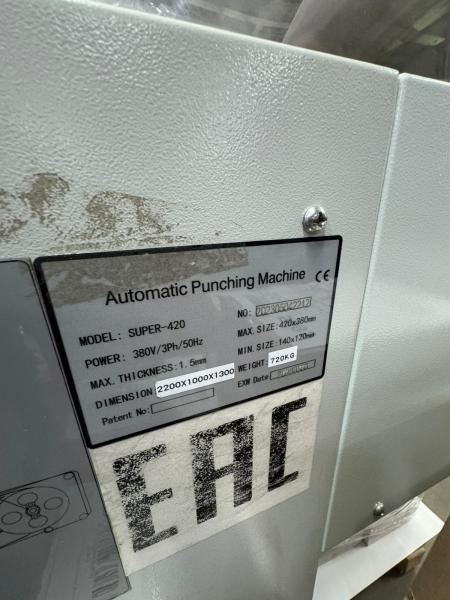 Automatic Punching Machine CE
MODEL: SUPER-420
NO: 202305042212
POWER: 380V/3Ph/50Hz
MAX. SIZE: 420x380mm
MAX. THICKNESS: 1.5mm
MIN. SIZE: 140x120mm
DIMENSION: 2200X1000X1300
WEIGHT: 720KG
Patent No:
EXW Date
EAC